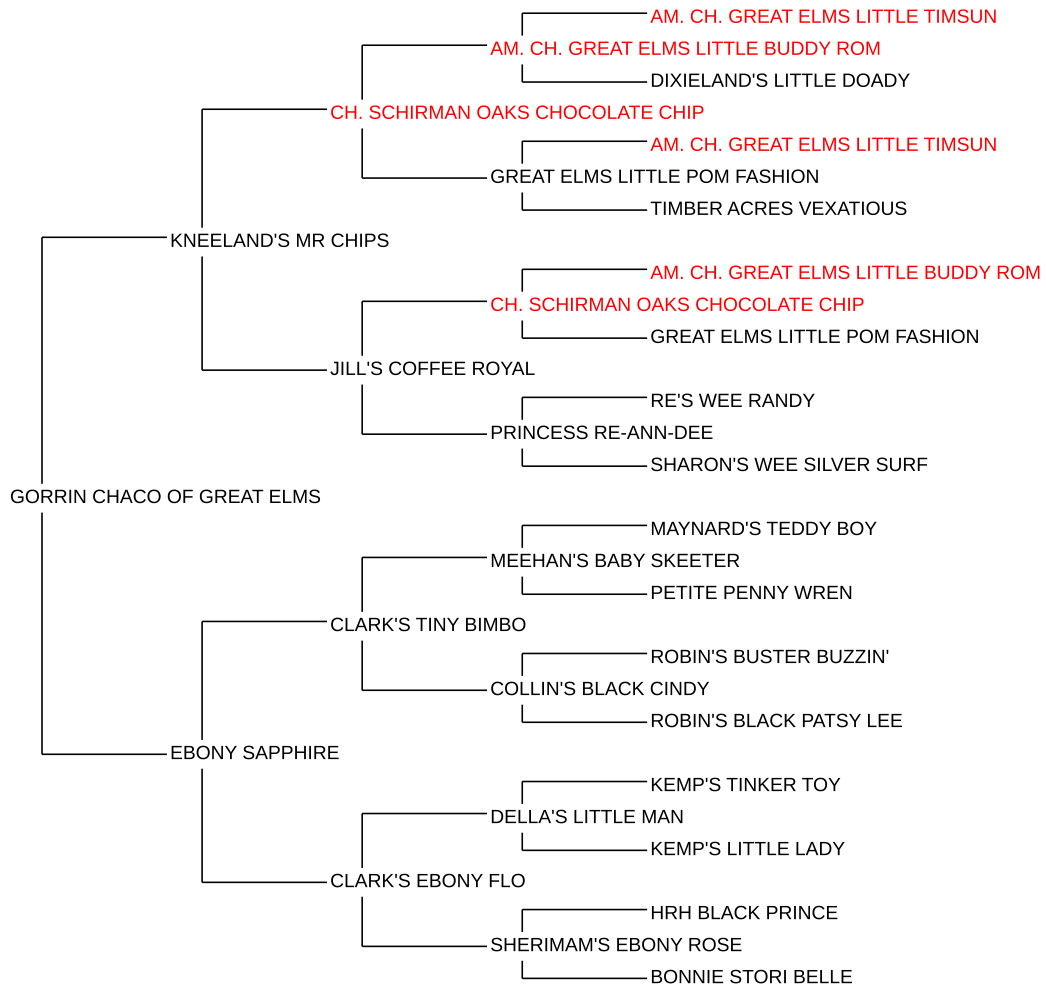 AM. CH. GREAT ELMS LITTLE TIMSUN
AM. CH. GREAT ELMS LITTLE BUDDY ROM
DIXIELAND'S LITTLE DOADY
CH. SCHIRMAN OAKS CHOCOLATE CHIP
AM. CH. GREAT ELMS LITTLE TIMSUN
GREAT ELMS LITTLE POM FASHION
TIMBER ACRES VEXATIOUS
KNEELAND'S MR CHIPS
AM. CH. GREAT ELMS LITTLE BUDDY ROM
CH. SCHIRMAN OAKS CHOCOLATE CHIP
GREAT ELMS LITTLE POM FASHION
JILL'S COFFEE ROYAL
RE'S WEE RANDY
PRINCESS RE-ANN-DEE
SHARON'S WEE SILVER SURF
GORRIN CHACO OF GREAT ELMS
MAYNARD'S TEDDY BOY
MEEHAN'S BABY SKEETER
PETITE PENNY WREN
CLARK'S TINY BIMBO
ROBIN'S BUSTER BUZZIN'
COLLIN'S BLACK CINDY
ROBIN'S BLACK PATSY LEE
EBONY SAPPHIRE
KEMP'S TINKER TOY
DELLA'S LITTLE MAN
KEMP'S LITTLE LADY
CLARK'S EBONY FLO
HRH BLACK PRINCE
SHERIMAM'S EBONY ROSE
BONNIE STORI BELLE